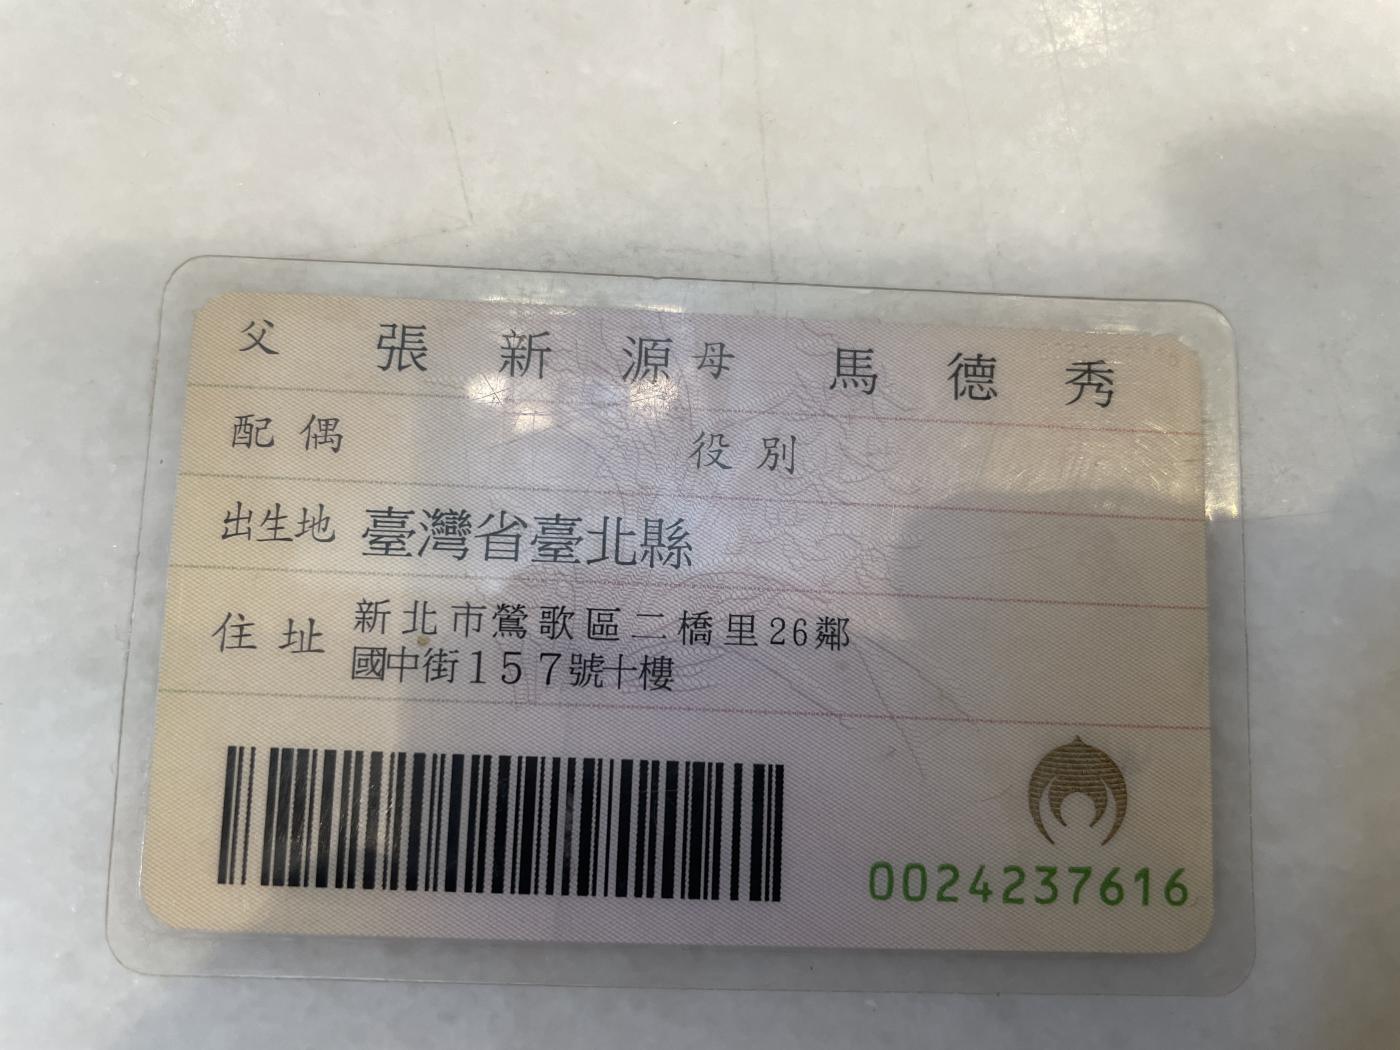 父 張新源 母 馬德秀
配偶 役別
出生地 臺灣省臺北縣
住址 新北市鶯歌區二橋里26鄰
國中街157號十樓
0024237616